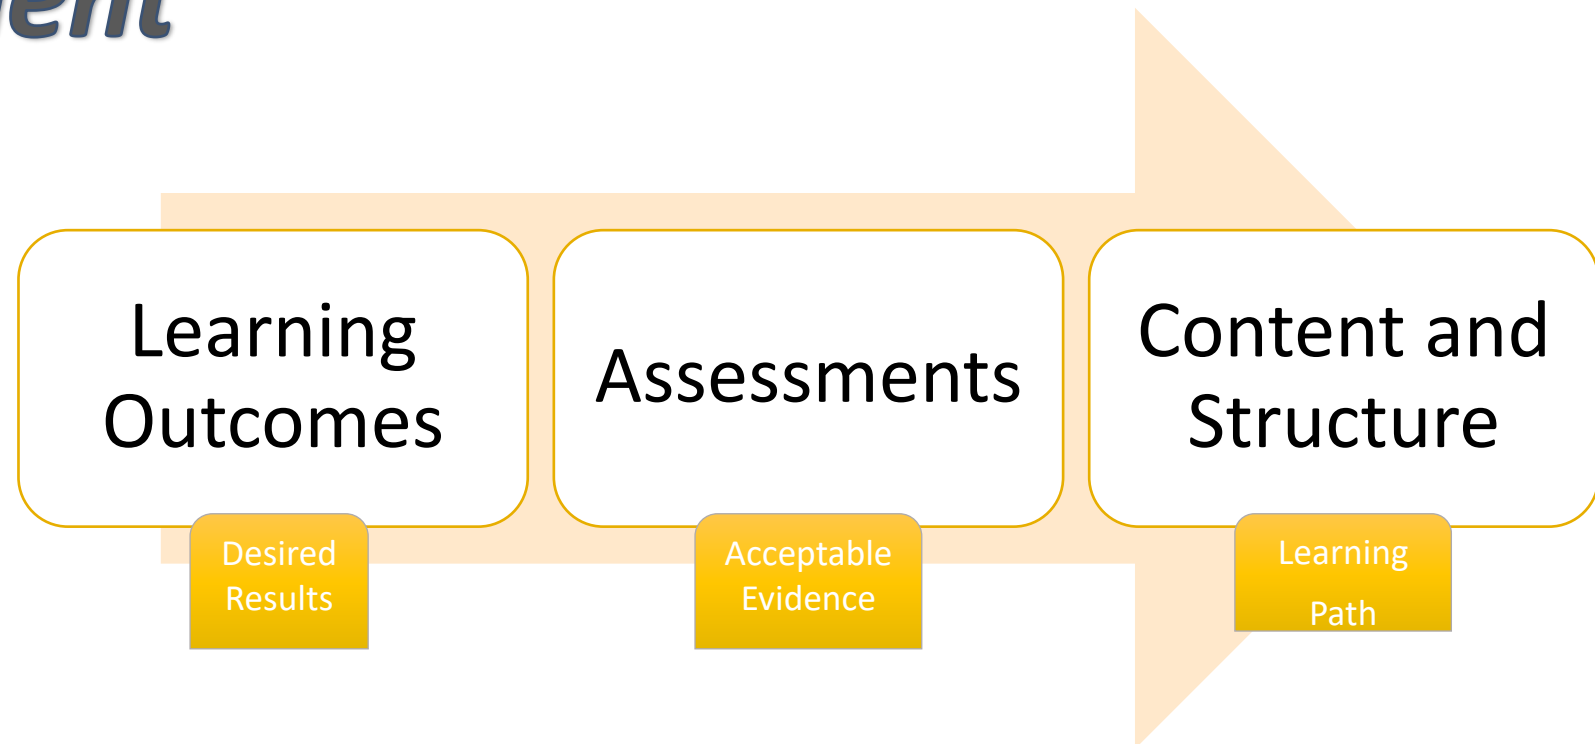 Learning
Outcomes
Assessments
Content and
Structure
Desired
Results
Acceptable
Evidence
Learning
Path